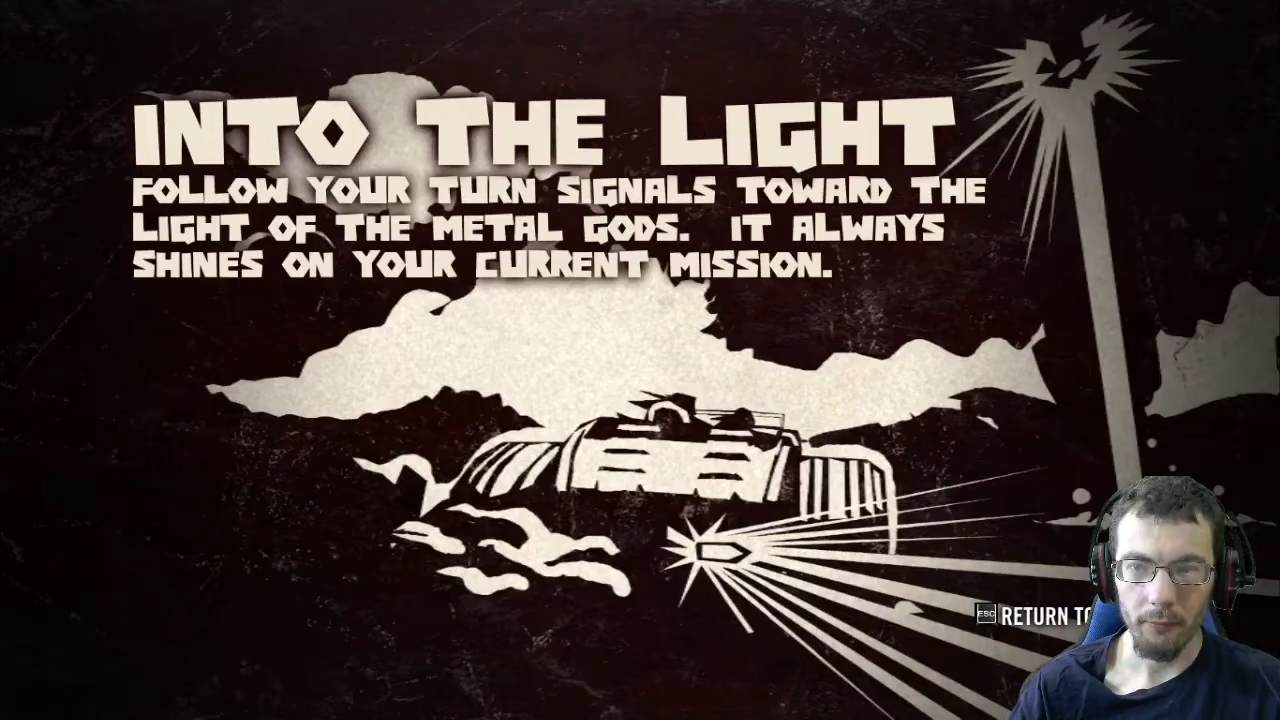 INTO THE LIGHT
FOLLOW YOUR TURN SIGNALS TOWARD THE
LIGHT OF THE METAL GODS. IT ALWAYS
SHINES ON YOUR CURRENT MISSION.
ESC RETURN TO